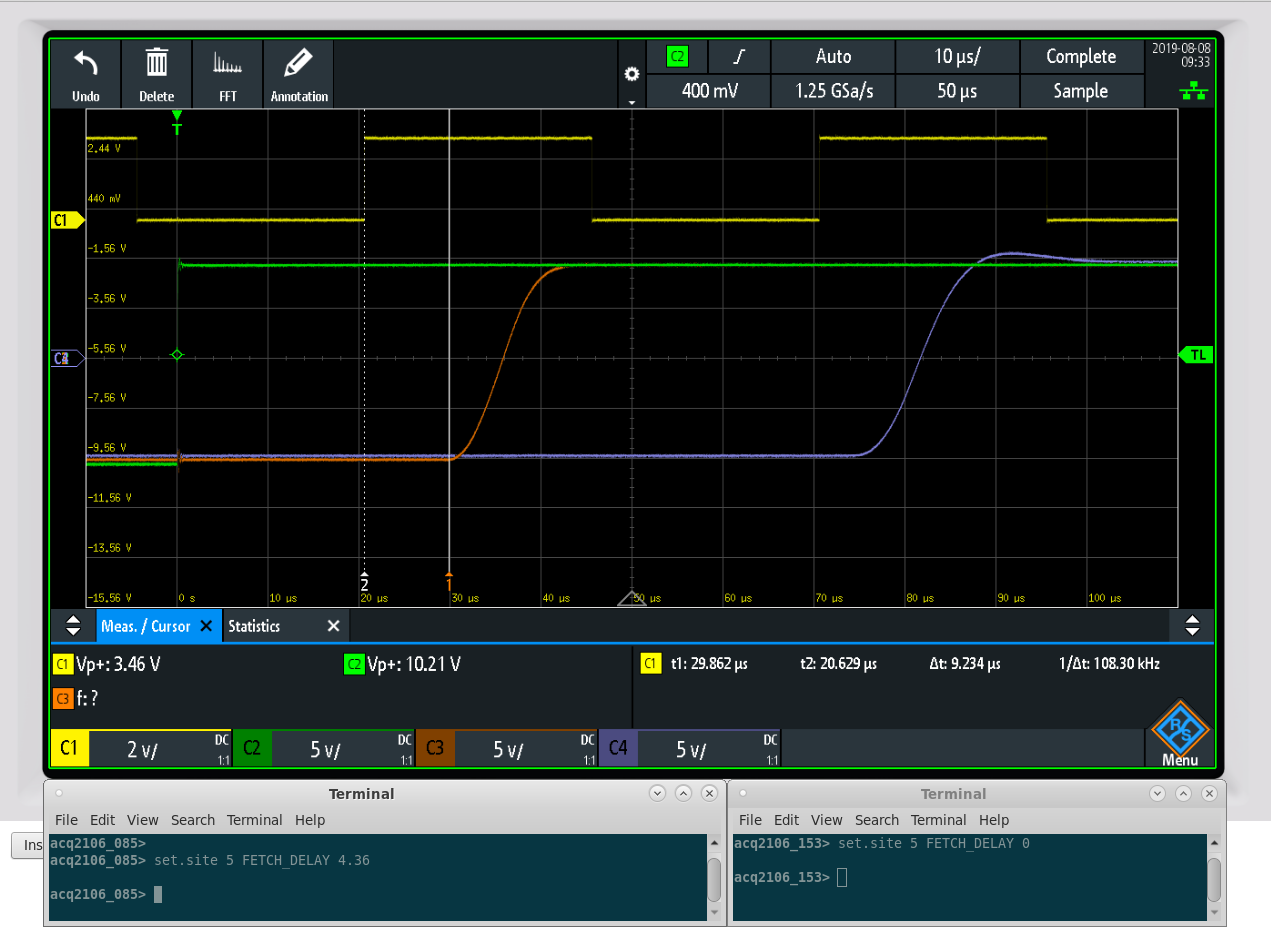 C2 Auto 10 µs/ Complete 2019-08-08
09:33
Undo Delete FFT Annotation 400 mV 1.25 GSa/s 50 µs Sample
T
2.44 V
440 mV
C1
-1.56 V
-3.56 V
-5.56 V
TL
-7.56 V
-9.56 V
-11.56 V
-13.56 V
2 1
-15.56 V 0 s 10 µs 20 µs 30 µs 40 µs 50 µs 60 µs 70 µs 80 µs 90 µs 100 µs
Meas. / Cursor Statistics
C1 Vp+: 3.46 V C2 Vp+: 10.21 V C1 t1: 29.862 µs t2: 20.629 µs Δt: 9.234 µs 1/Δt: 108.30 kHz
C3 f: ?
C1 2 V/ DC 1:1 C2 5 V/ DC 1:1 C3 5 V/ DC 1:1 C4 5 V/ DC 1:1
R S
Menu
Terminal Terminal
File Edit View Search Terminal Help File Edit View Search Terminal Help
Ins
acq2106_085>
acq2106_085> set.site 5 FETCH_DELAY 4.36
acq2106_085>
acq2106_153> set.site 5 FETCH_DELAY 0
acq2106_153>